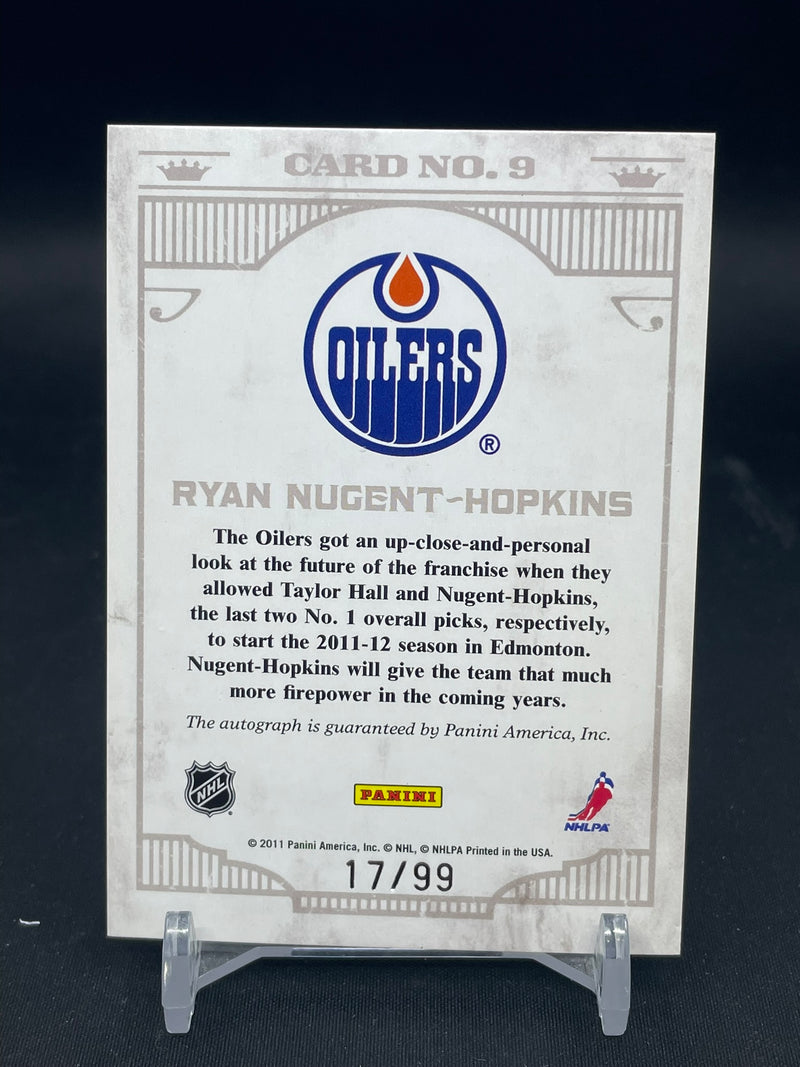 CARD NO. 9
OILERS
®
RYAN NUGENT-HOPKINS
The Oilers got an up-close-and-personal
look at the future of the franchise when they
allowed Taylor Hall and Nugent-Hopkins,
the last two No. 1 overall picks, respectively,
to start the 2011-12 season in Edmonton.
Nugent-Hopkins will give the team that much
more firepower in the coming years.
The autograph is guaranteed by Panini America, Inc.
NHL
PANINI
NHLPA
© 2011 Panini America, Inc. © NHL, © NHLPA Printed in the USA.
17/99